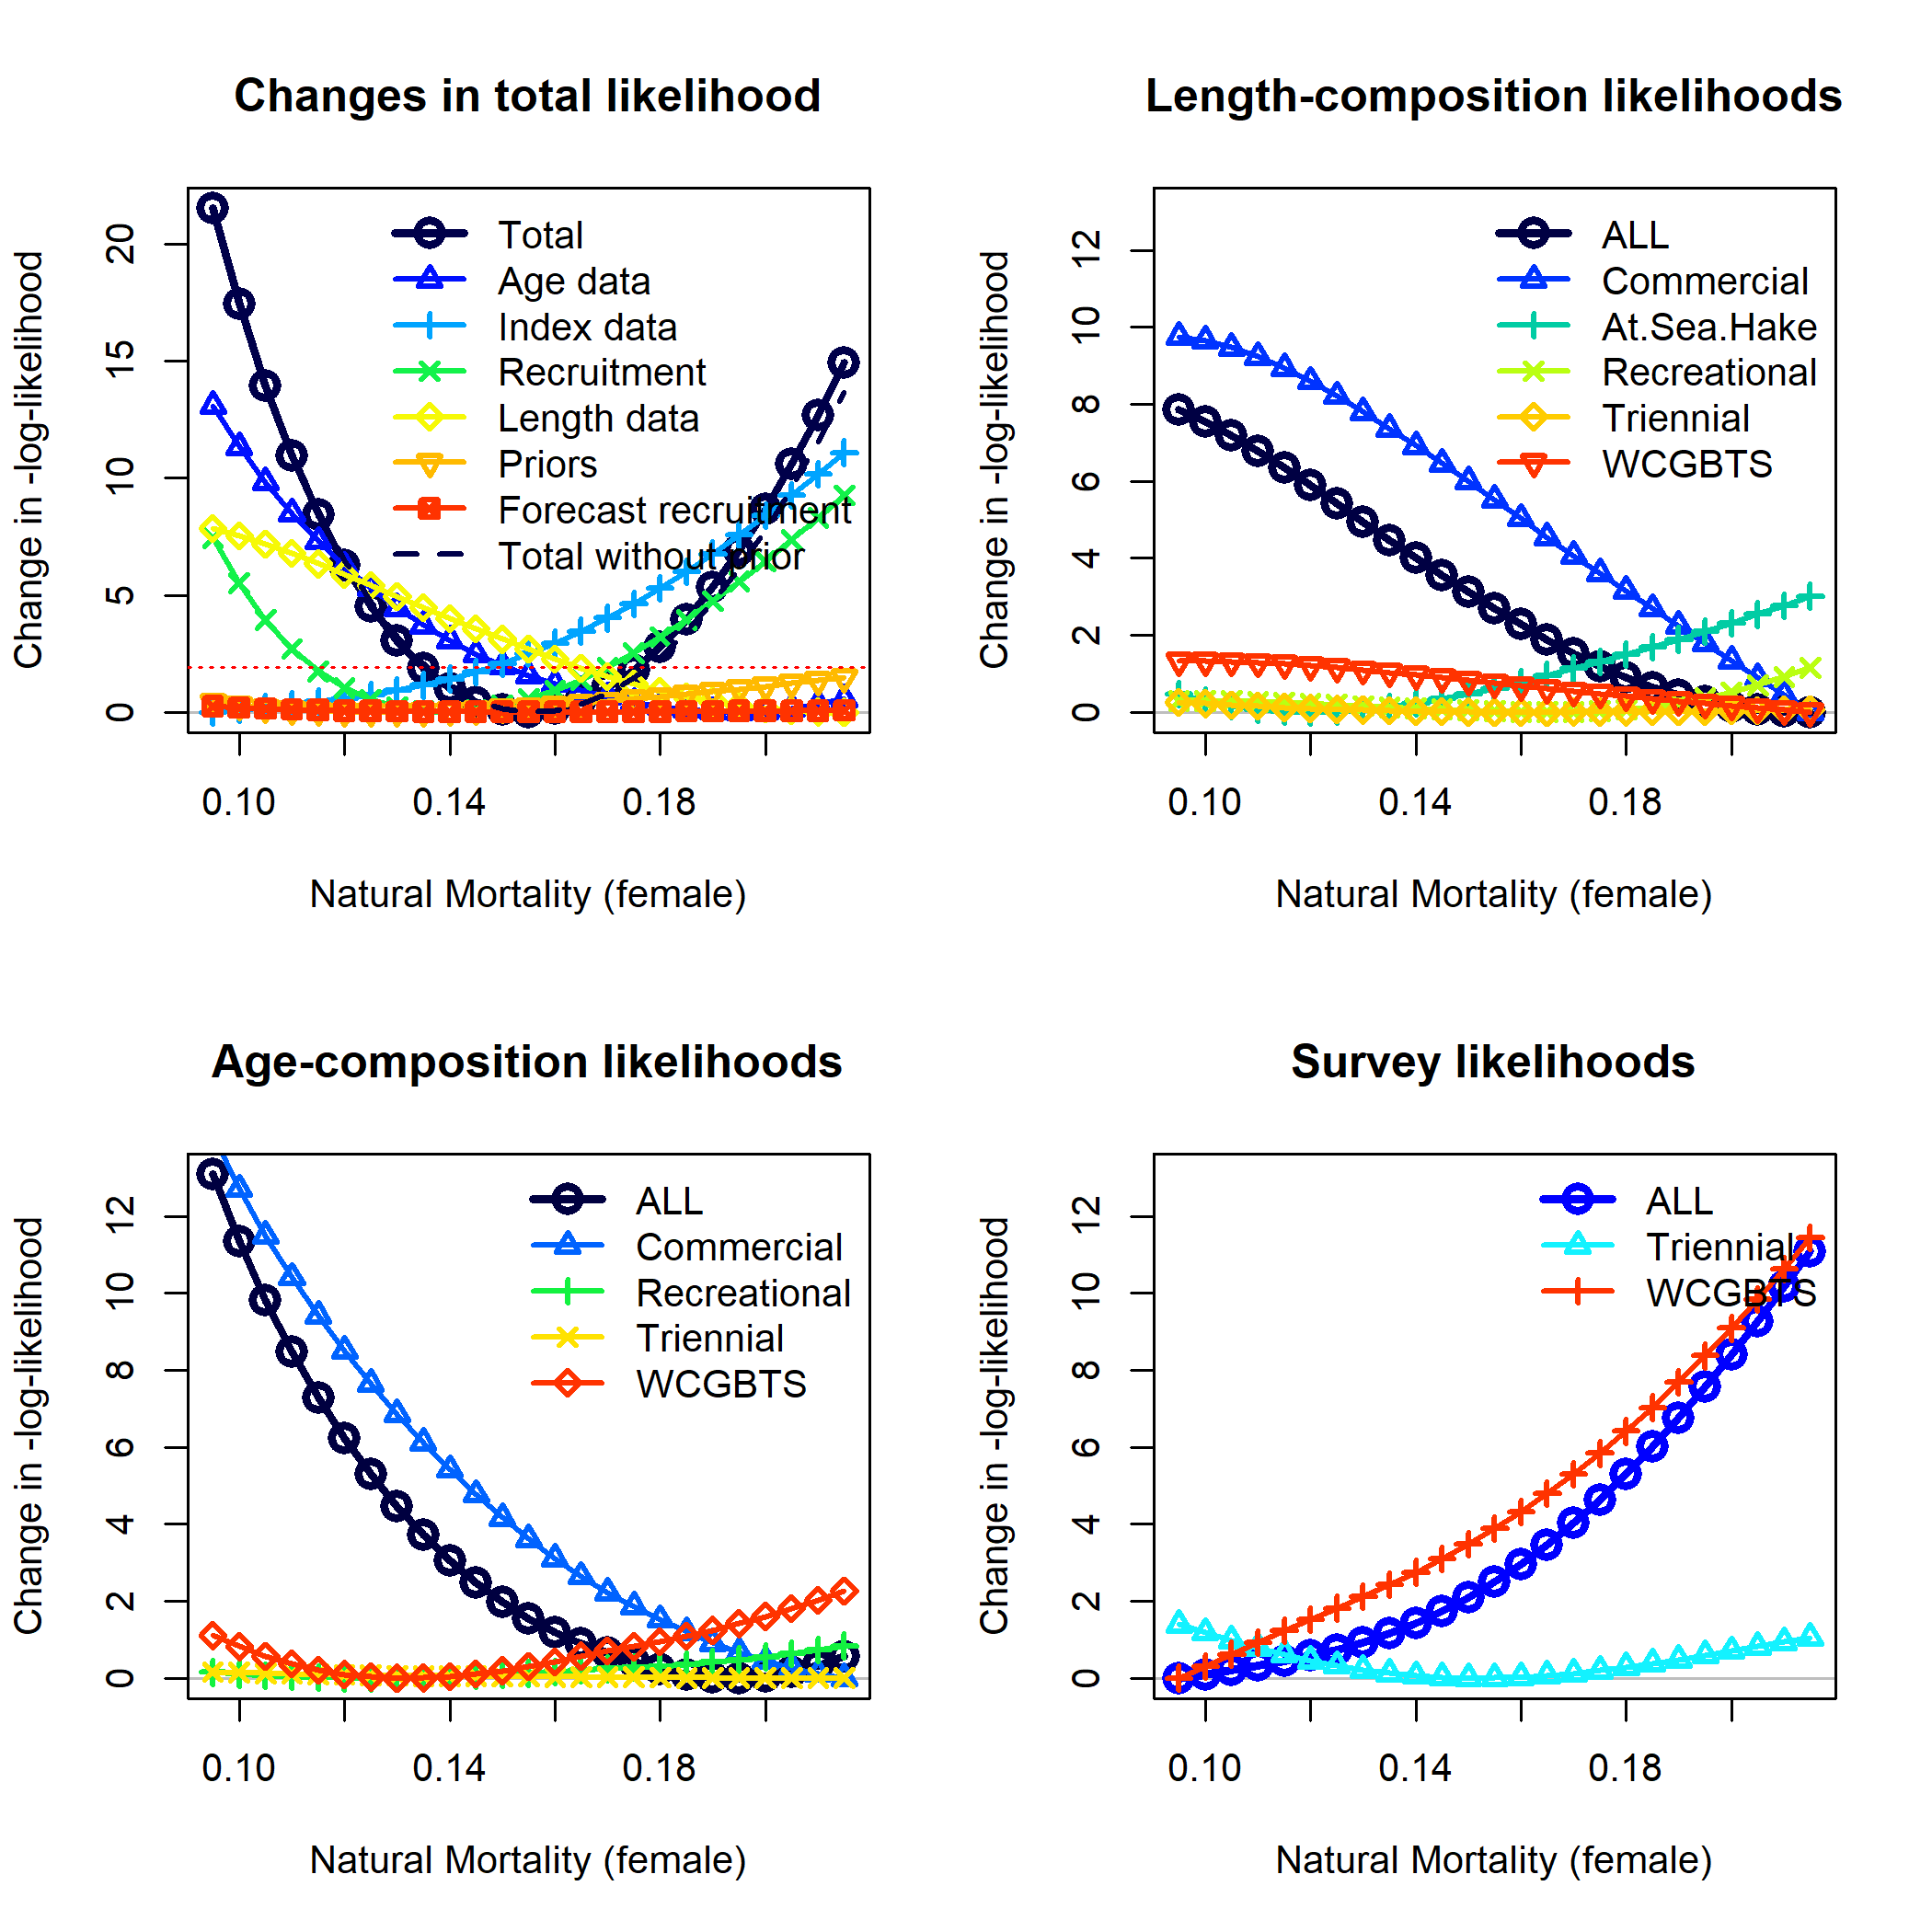 Changes in total likelihood
Change in -log-likelihood
20
15
10
5
0
Total
Age data
Index data
Recruitment
Length data
Priors
Forecast recruitment
Total without prior
0.10
0.14
0.18
Natural Mortality (female)
Length-composition likelihoods
Change in -log-likelihood
12
10
8
6
4
2
0
ALL
Commercial
At.Sea.Hake
Recreational
Triennial
WCGBTS
0.10
0.14
0.18
Natural Mortality (female)
Age-composition likelihoods
Change in -log-likelihood
12
10
8
6
4
2
0
ALL
Commercial
Recreational
Triennial
WCGBTS
0.10
0.14
0.18
Natural Mortality (female)
Survey likelihoods
Change in -log-likelihood
12
10
8
6
4
2
0
ALL
Triennial
WCGBTS
0.10
0.14
0.18
Natural Mortality (female)